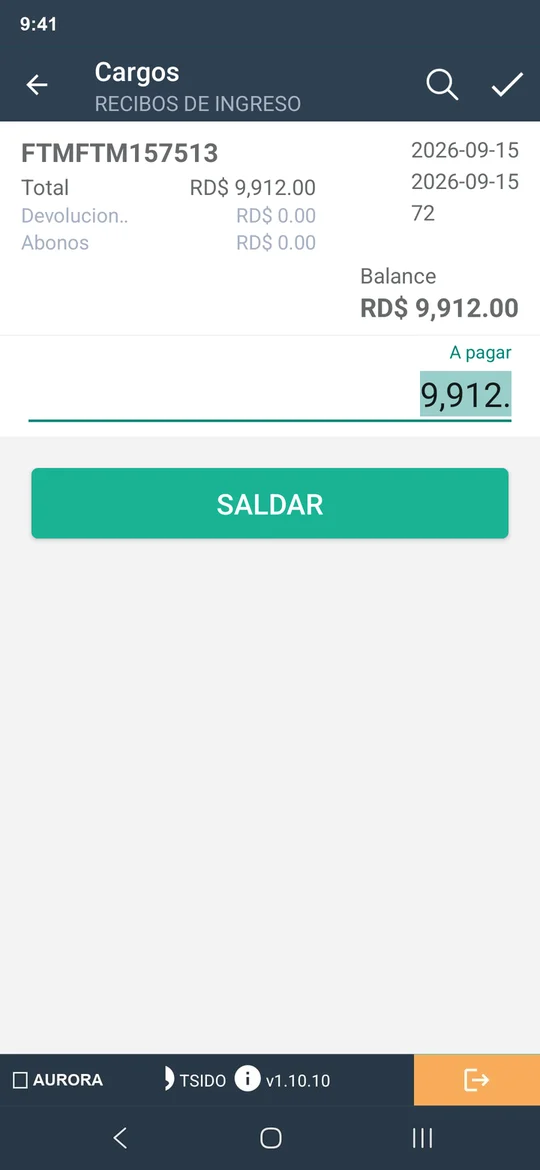 9:41
Cargos
RECIBOS DE INGRESO
FTMFTM157513
2026-09-15
Total RD$ 9,912.00
2026-09-15
Devolucion.. RD$ 0.00
72
Abonos RD$ 0.00
Balance
RD$ 9,912.00
A pagar
9,912.
SALDAR
AURORA TSIDO v1.10.10